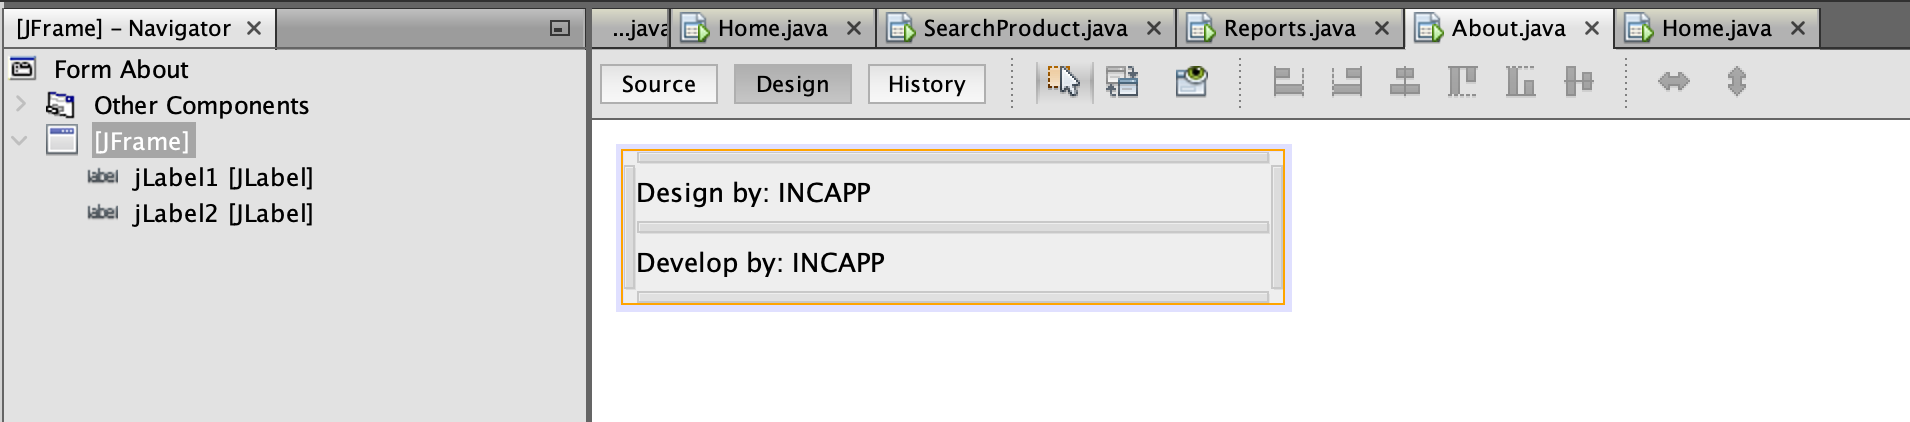 [JFrame] – Navigator
...java
Home.java
SearchProduct.java
Reports.java
About.java
Home.java
Form About
Other Components
[JFrame]
label jLabel1 [JLabel]
label jLabel2 [JLabel]
Source
Design
History
Design by: INCAPP
Develop by: INCAPP